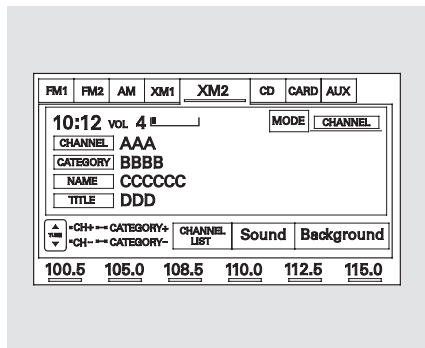 FM1 FM2 AM XM1 XM2 CD CARD AUX
10:12 VOL 4 MODE CHANNEL
CHANNEL AAA
CATEGORY BBBB
NAME CCCCCC
TITLE DDD
TUNE CH+ CATEGORY+ CHANNEL LIST Sound Background
CH− CATEGORY−
100.5 105.0 108.5 110.0 112.5 115.0